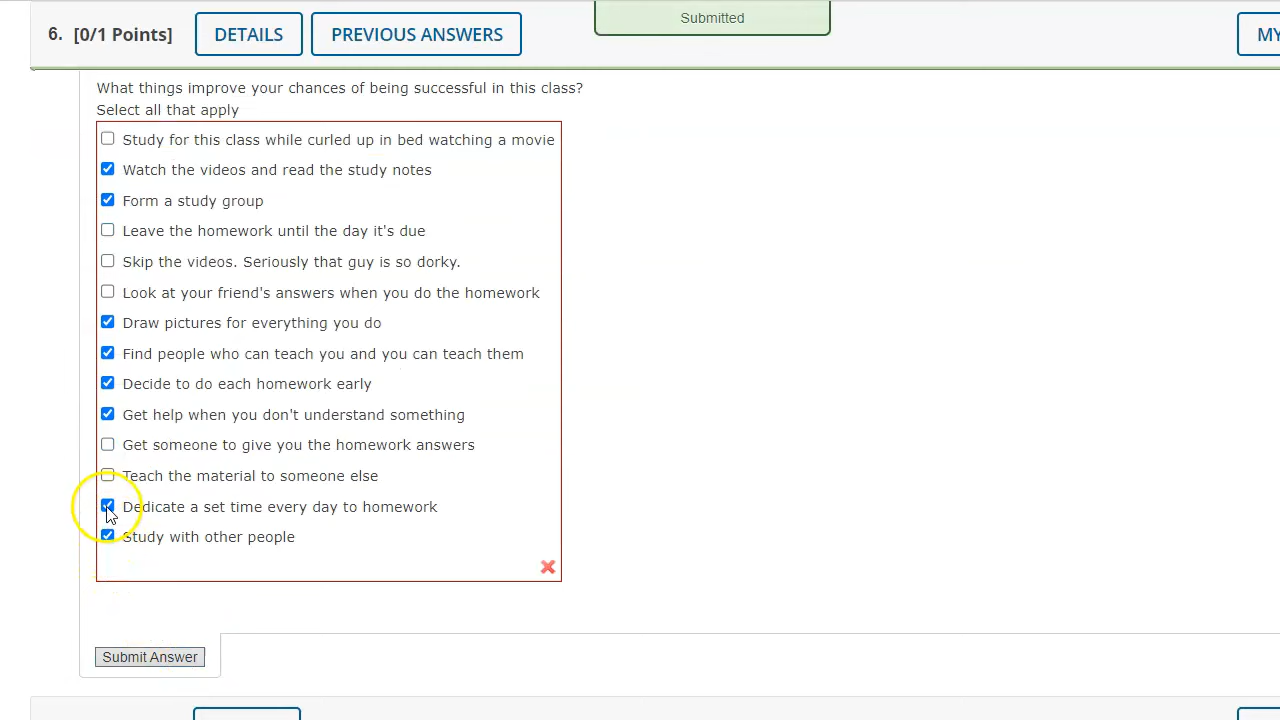 6. [0/1 Points] DETAILS PREVIOUS ANSWERS Submitted MY
What things improve your chances of being successful in this class?
Select all that apply
Study for this class while curled up in bed watching a movie
Watch the videos and read the study notes
Form a study group
Leave the homework until the day it's due
Skip the videos. Seriously that guy is so dorky.
Look at your friend's answers when you do the homework
Draw pictures for everything you do
Find people who can teach you and you can teach them
Decide to do each homework early
Get help when you don't understand something
Get someone to give you the homework answers
Teach the material to someone else
Dedicate a set time every day to homework
Study with other people
Submit Answer